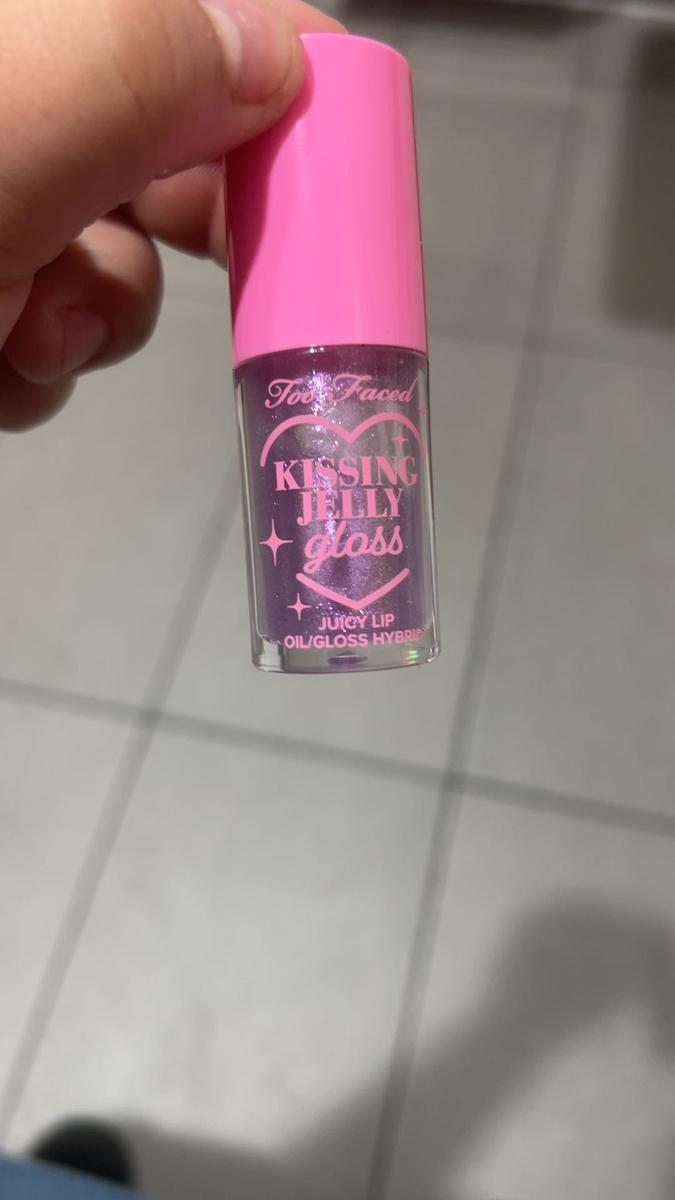 Too Faced
KISSING
JELLY
gloss
JUICY LIP
OIL/GLOSS HYBRID